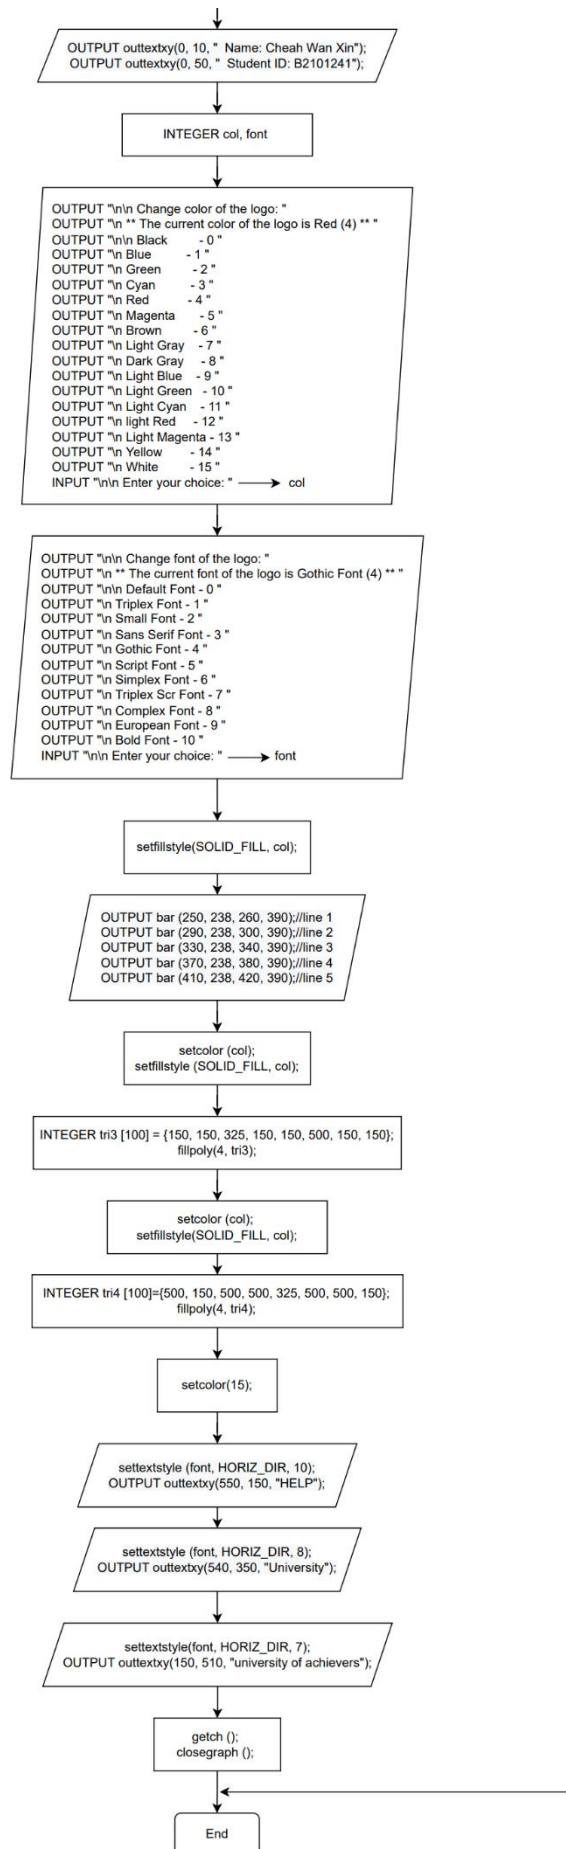 OUTPUT outtextxy(0, 10, "  Name: Cheah Wan Xin");
OUTPUT outtextxy(0, 50, "  Student ID: B2101241");
INTEGER col, font
OUTPUT "\n\n Change color of the logo: "
OUTPUT "\n ** The current color of the logo is Red (4) ** "
OUTPUT "\n\n Black - 0 "
OUTPUT "\n Blue - 1 "
OUTPUT "\n Green - 2 "
OUTPUT "\n Cyan - 3 "
OUTPUT "\n Red - 4 "
OUTPUT "\n Magenta - 5 "
OUTPUT "\n Brown - 6 "
OUTPUT "\n Light Gray - 7 "
OUTPUT "\n Dark Gray - 8 "
OUTPUT "\n Light Blue - 9 "
OUTPUT "\n Light Green - 10 "
OUTPUT "\n Light Cyan - 11 "
OUTPUT "\n light Red - 12 "
OUTPUT "\n Light Magenta - 13 "
OUTPUT "\n Yellow - 14 "
OUTPUT "\n White - 15 "
INPUT "\n\n Enter your choice: " col
OUTPUT "\n\n Change font of the logo: "
OUTPUT "\n ** The current font of the logo is Gothic Font (4) ** "
OUTPUT "\n\n Default Font - 0 "
OUTPUT "\n Triplex Font - 1 "
OUTPUT "\n Small Font - 2 "
OUTPUT "\n Sans Serif Font - 3 "
OUTPUT "\n Gothic Font - 4 "
OUTPUT "\n Script Font - 5 "
OUTPUT "\n Simplex Font - 6 "
OUTPUT "\n Triplex Scr Font - 7 "
OUTPUT "\n Complex Font - 8 "
OUTPUT "\n European Font - 9 "
OUTPUT "\n Bold Font - 10 "
INPUT "\n\n Enter your choice: " font
setfillstyle(SOLID_FILL, col);
OUTPUT bar (250, 238, 260, 390);//line 1
OUTPUT bar (290, 238, 300, 390);//line 2
OUTPUT bar (330, 238, 340, 390);//line 3
OUTPUT bar (370, 238, 380, 390);//line 4
OUTPUT bar (410, 238, 420, 390);//line 5
setcolor (col);
setfillstyle (SOLID_FILL, col);
INTEGER tri3 [100] = {150, 150, 325, 150, 150, 500, 150, 150};
fillpoly(4, tri3);
setcolor (col);
setfillstyle(SOLID_FILL, col);
INTEGER tri4 [100]={500, 150, 500, 500, 325, 500, 500, 150};
fillpoly(4, tri4);
setcolor(15);
settextstyle (font, HORIZ_DIR, 10);
OUTPUT outtextxy(550, 150, "HELP");
settextstyle (font, HORIZ_DIR, 8);
OUTPUT outtextxy(540, 350, "University");
settextstyle(font, HORIZ_DIR, 7);
OUTPUT outtextxy(150, 510, "university of achievers");
getch ();
closegraph ();
End